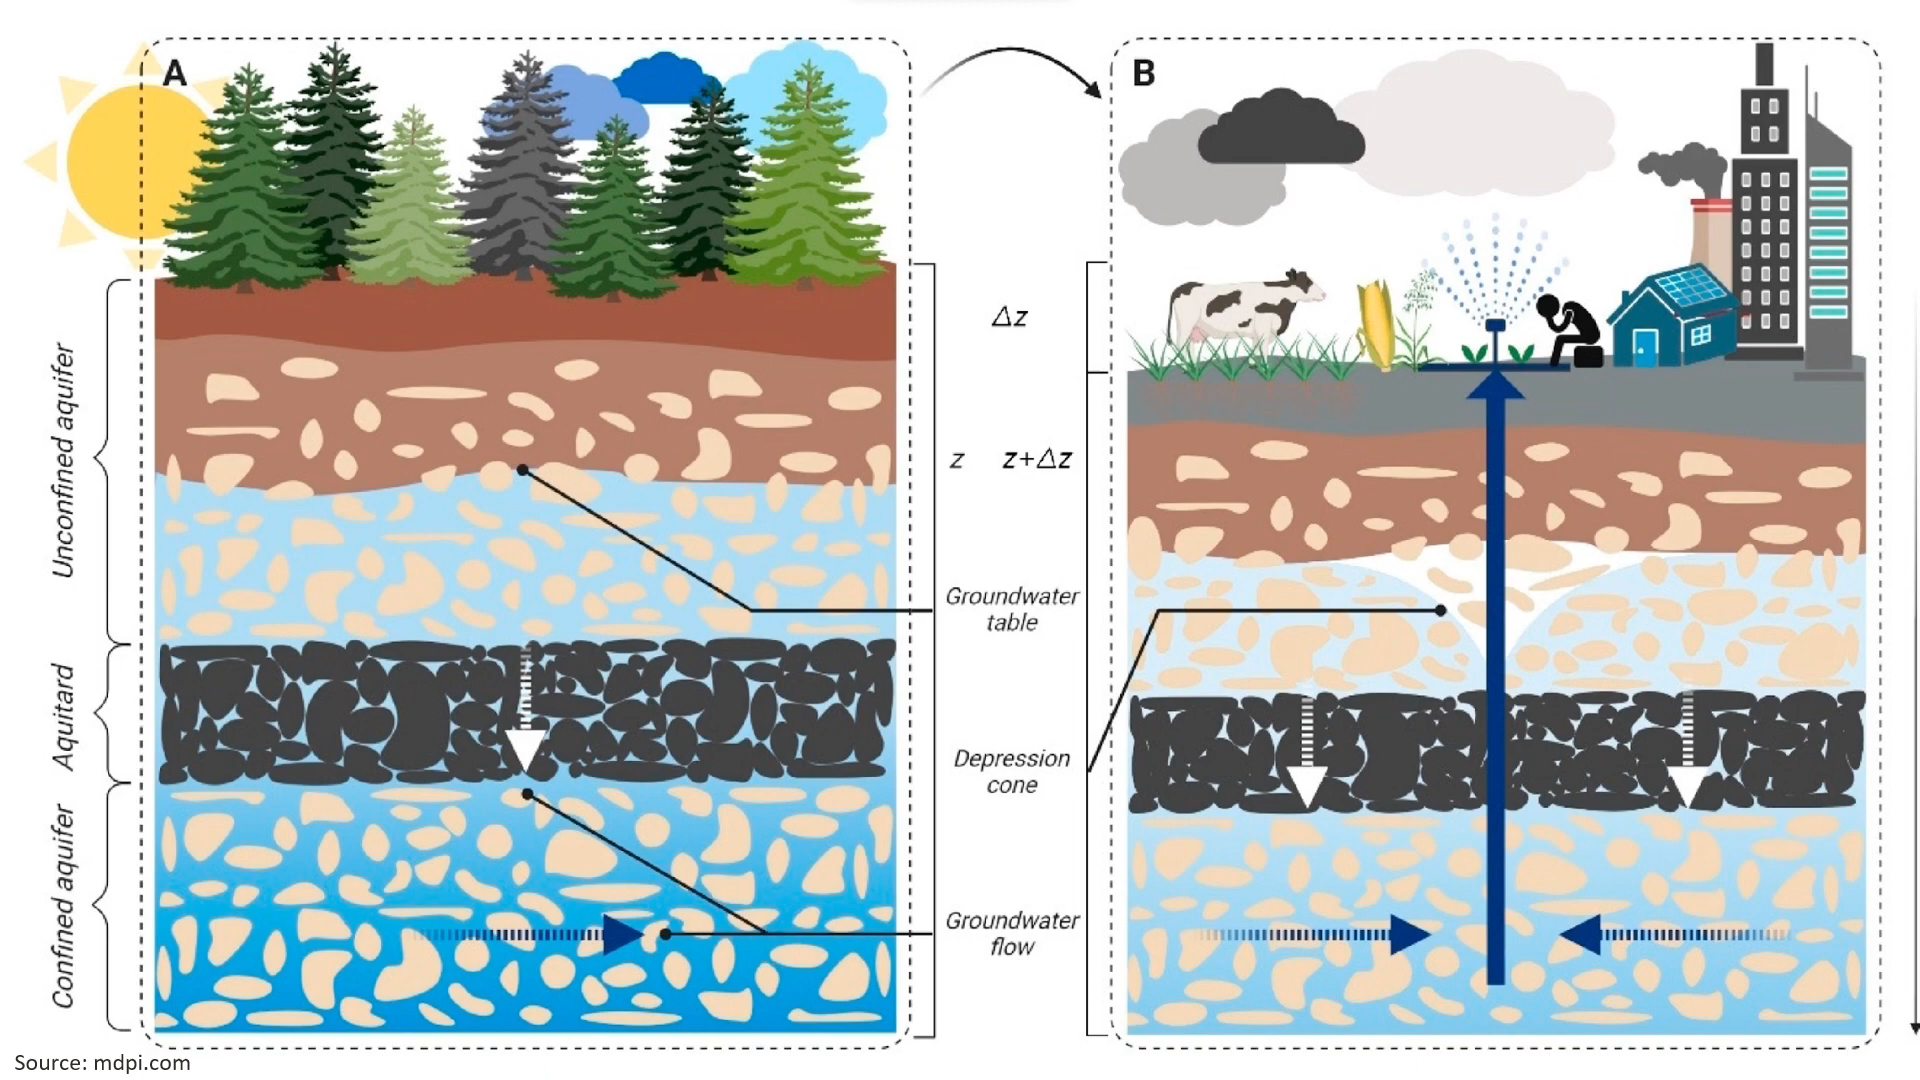 A
B
Δz
z
z+Δz
Unconfined aquifer
Aquitard
Confined aquifer
Groundwater
table
Depression
cone
Groundwater
flow
Source: mdpi.com